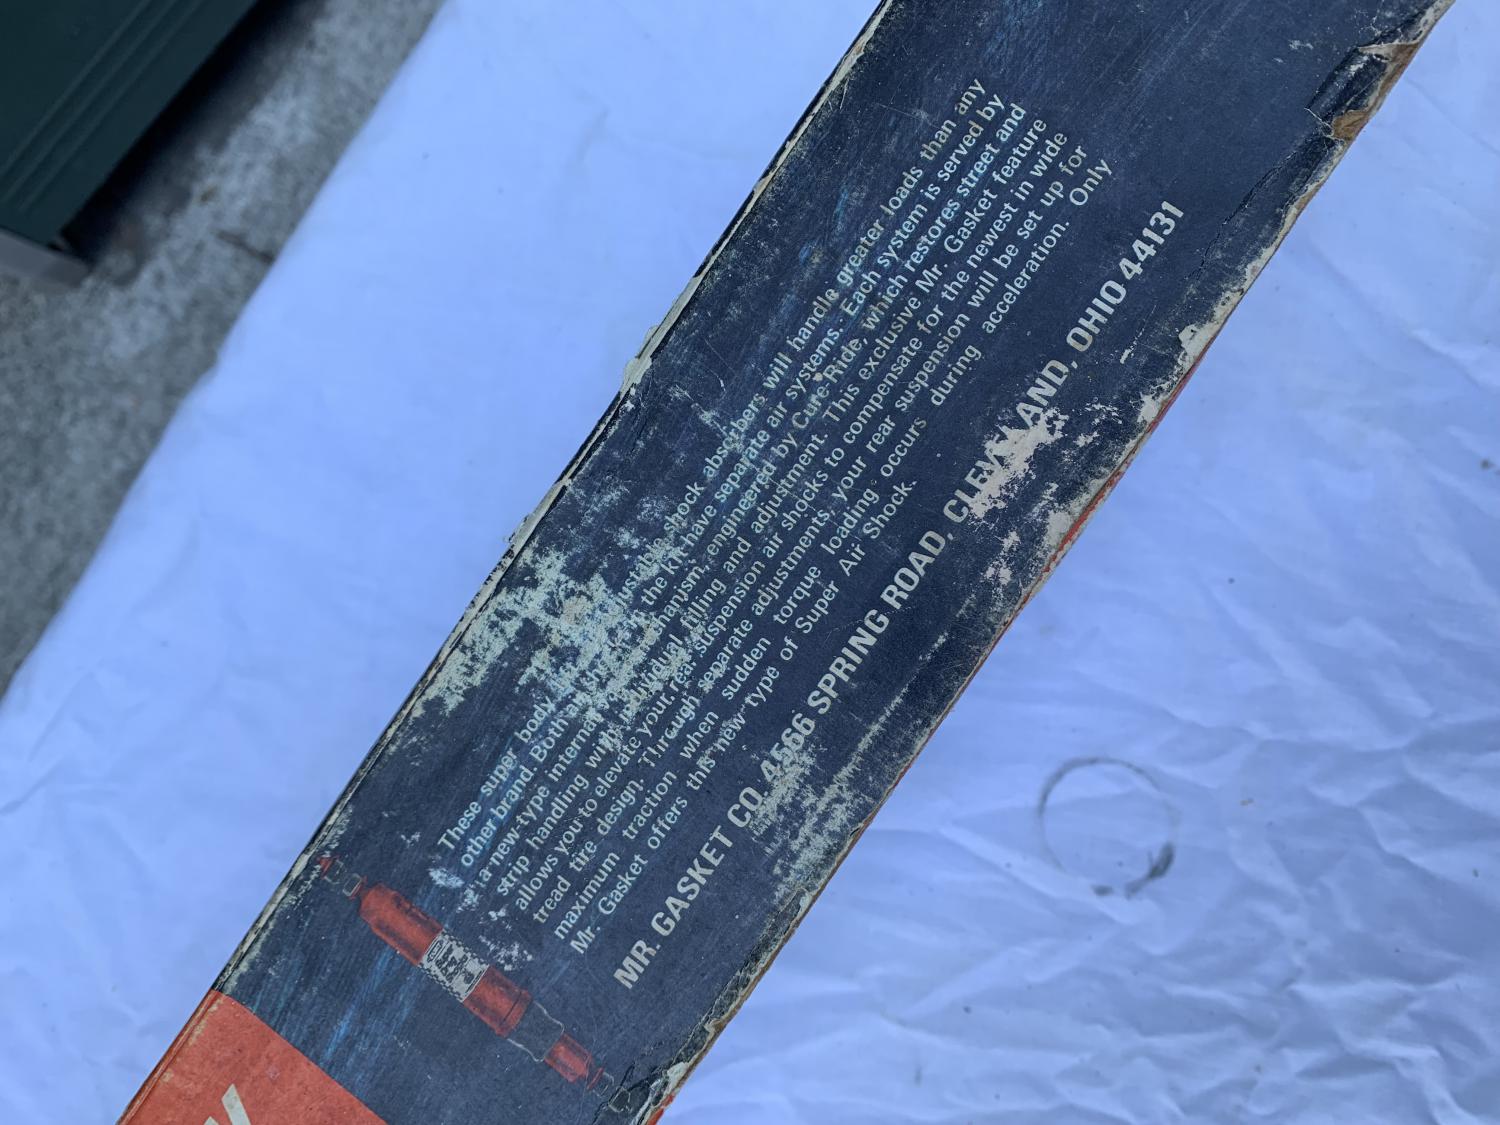 These super body, adjustable shock absorbers will handle greater loads than any
other brand. Both shocks in the kit have separate air systems. Each system is served by
a new-type internal mechanism, engineered by Cure-Ride, which restores street and
strip handling with individual filling and adjustment. This exclusive Mr. Gasket feature
allows you to elevate your rear suspension air shocks to compensate for the newest in wide
tread tire design. Through separate adjustments your rear suspension will be set up for
maximum traction when sudden torque loading occurs during acceleration. Only
Mr. Gasket offers this new type of Super Air Shock.
MR. GASKET CO. 4566 SPRING ROAD, CLEVELAND, OHIO 44131